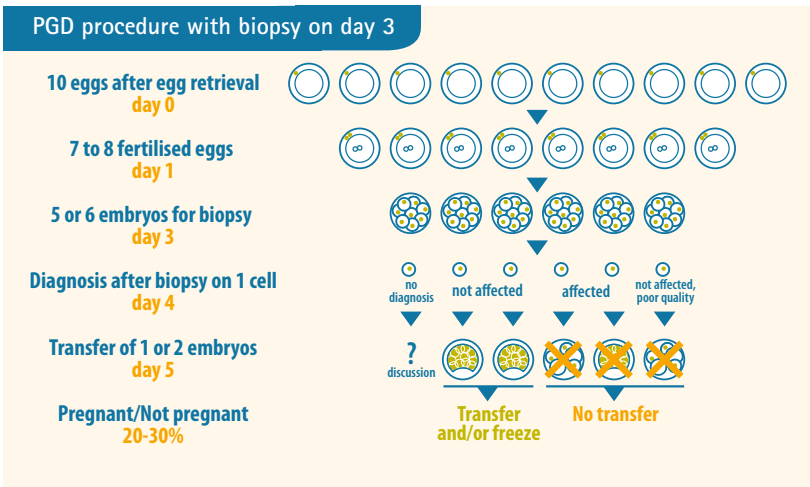 PGD procedure with biopsy on day 3
10 eggs after egg retrieval
day 0
7 to 8 fertilised eggs
day 1
5 or 6 embryos for biopsy
day 3
Diagnosis after biopsy on 1 cell
day 4
no
diagnosis
not affected
affected
not affected,
poor quality
Transfer of 1 or 2 embryos
day 5
?
discussion
Pregnant/Not pregnant
20-30%
Transfer
and/or freeze
No transfer